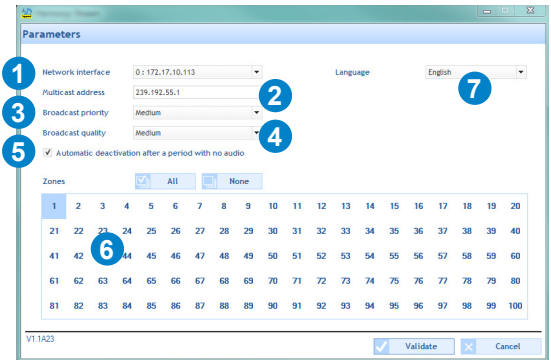 Parameters
1 Network interface 0 : 172.17.10.113 Language English
Multicast address 239.192.55.1 2 7
3 Broadcast priority Medium
Broadcast quality Medium 4
5 Automatic deactivation after a period with no audio
Zones All None
1 2 3 4 5 6 7 8 9 10 11 12 13 14 15 16 17 18 19 20
21 22 23 24 25 26 27 28 29 30 31 32 33 34 35 36 37 38 39 40
41 42 6 44 45 46 47 48 49 50 51 52 53 54 55 56 57 58 59 60
61 62 63 64 65 66 67 68 69 70 71 72 73 74 75 76 77 78 79 80
81 82 83 84 85 86 87 88 89 90 91 92 93 94 95 96 97 98 99 100
V1.1A23 Validate Cancel